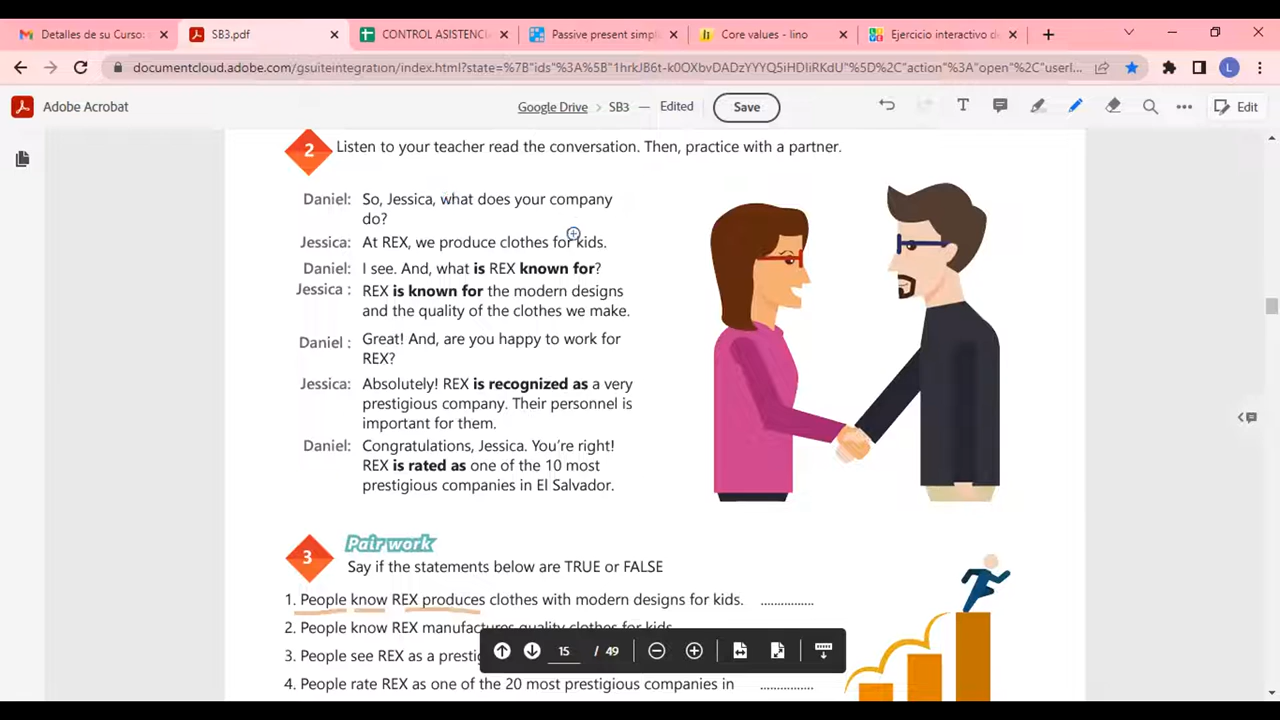 Detalles de su Curso:
SB3.pdf
CONTROL ASISTENCI
Passive present simpl
Core values - lino
Ejercicio interactivo d
documentcloud.adobe.com/gsuiteintegration/index.html?state=%7B"ids"%3A%5B"1hrkJB6t-k0OXbvDADzYYYQ5iHDIiRKdU"%5D%2C"action"%3A"open"%2C"userI...
L
Adobe Acrobat
Google Drive > SB3 — Edited
Save
Edit
2 Listen to your teacher read the conversation. Then, practice with a partner.
Daniel: So, Jessica, what does your company
do?
Jessica: At REX, we produce clothes for kids.
Daniel: I see. And, what is REX known for?
Jessica : REX is known for the modern designs
and the quality of the clothes we make.
Daniel : Great! And, are you happy to work for
REX?
Jessica: Absolutely! REX is recognized as a very
prestigious company. Their personnel is
important for them.
Daniel: Congratulations, Jessica. You're right!
REX is rated as one of the 10 most
prestigious companies in El Salvador.
3 Pair work
Say if the statements below are TRUE or FALSE
1. People know REX produces clothes with modern designs for kids. ................
2. People know REX manufactures quality clothes for kids.
3. People see REX as a presti
4. People rate REX as one of the 20 most prestigious companies in ................
15 / 49